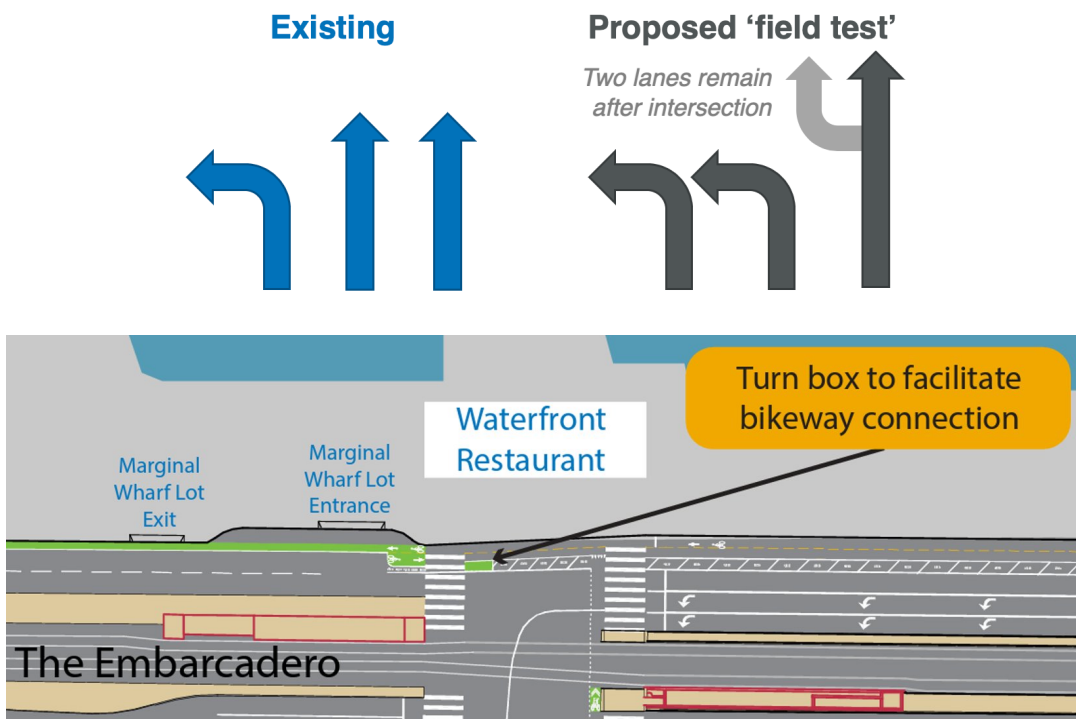 Existing
Proposed ‘field test’
Two lanes remain
after intersection
Turn box to facilitate
bikeway connection
Waterfront
Restaurant
Marginal
Wharf Lot
Exit
Marginal
Wharf Lot
Entrance
The Embarcadero